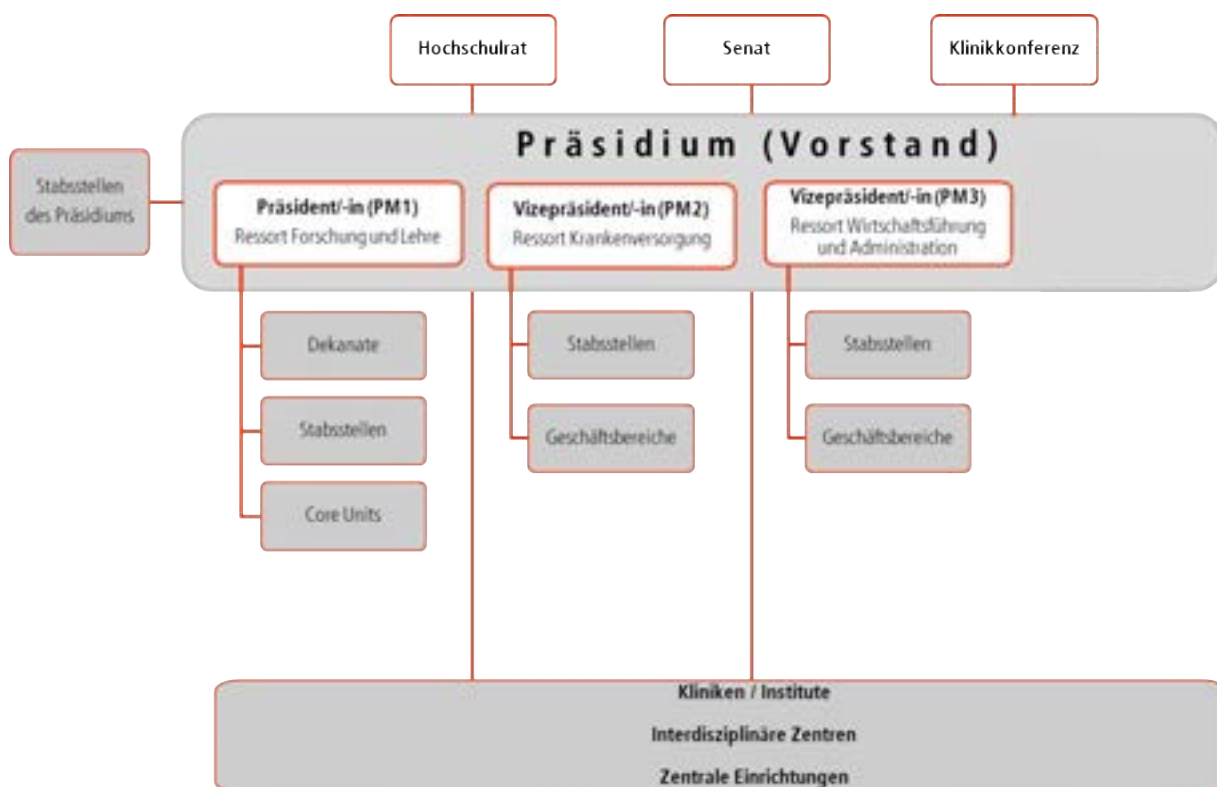 Hochschulrat
Senat
Klinikkonferenz
Präsidium (Vorstand)
Stabsstellen
des Präsidiums
Präsident/-in (PM1)
Ressort Forschung und Lehre
Vizepräsident/-in (PM2)
Ressort Krankenversorgung
Vizepräsident/-in (PM3)
Ressort Wirtschaftsführung
und Administration
Dekanate
Stabsstellen
Core Units
Stabsstellen
Geschäftsbereiche
Stabsstellen
Geschäftsbereiche
Kliniken / Institute
Interdisziplinäre Zentren
Zentrale Einrichtungen